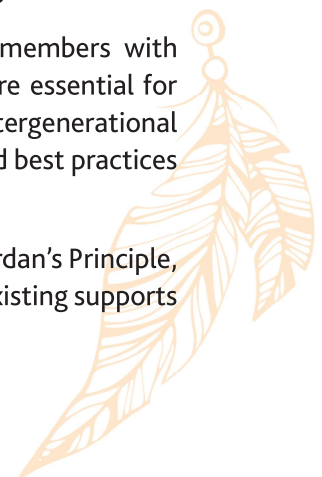 members with
re essential for
tergenerational
d best practices
rdan's Principle,
xisting supports